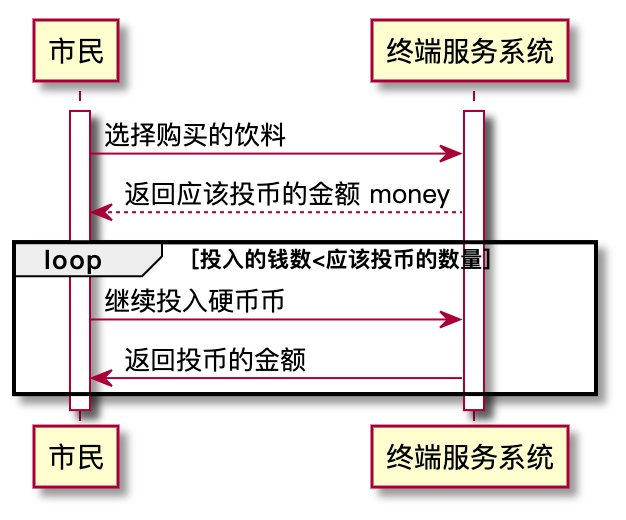 市民 终端服务系统
选择购买的饮料
返回应该投币的金额 money
loop [投入的钱数<应该投币的数量]
继续投入硬币币
返回投币的金额
市民 终端服务系统